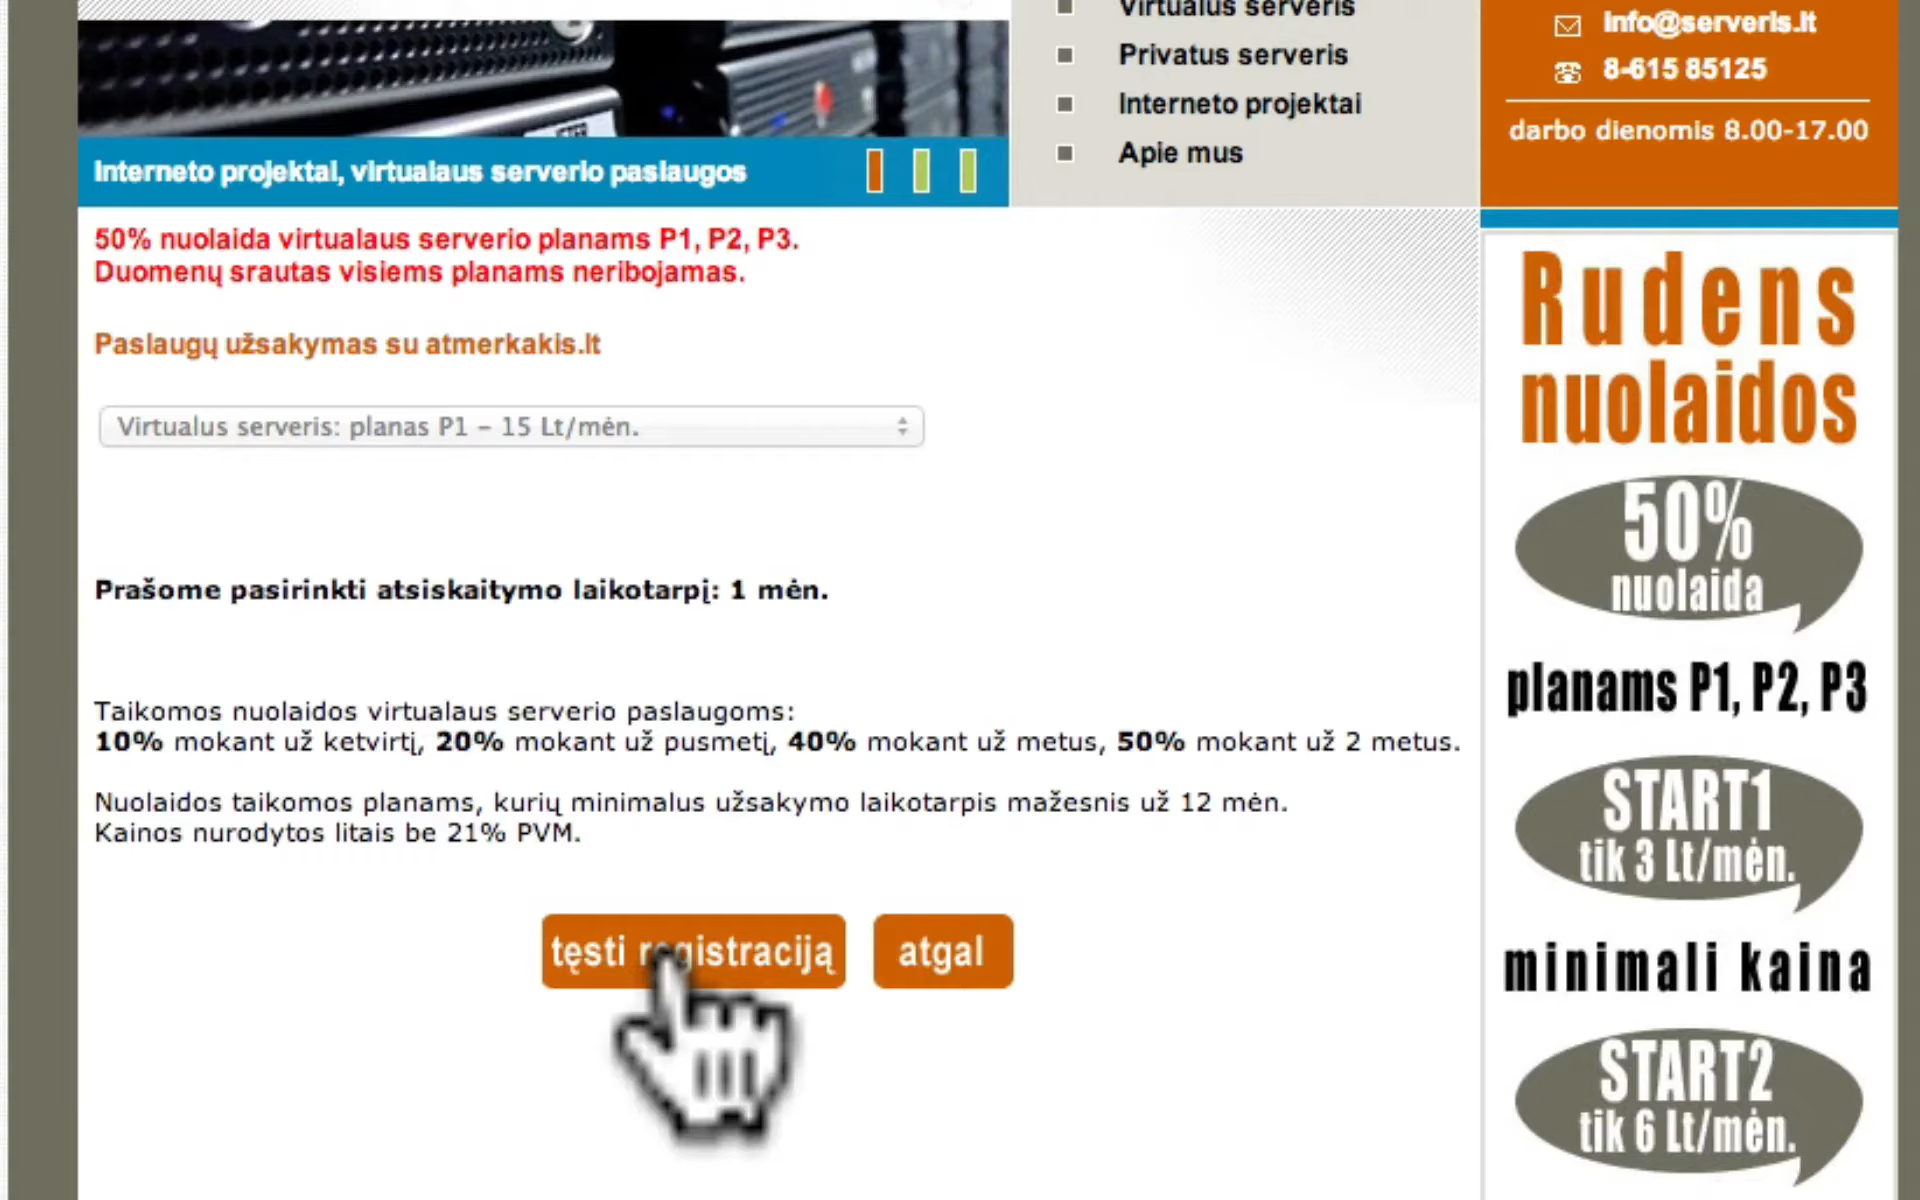 Virtualus serveris
Privatus serveris
Interneto projektai
Apie mus
info@serveris.lt
8-615 85125
darbo dienomis 8.00-17.00
Interneto projektai, virtualaus serverio paslaugos
50% nuolaida virtualaus serverio planams P1, P2, P3.
Duomenų srautas visiems planams neribojamas.
Paslaugų užsakymas su atmerkakis.lt
Virtualus serveris: planas P1 – 15 Lt/mėn.
Prašome pasirinkti atsiskaitymo laikotarpį: 1 mėn.
Taikomos nuolaidos virtualaus serverio paslaugoms:
10% mokant už ketvirtį, 20% mokant už pusmetį, 40% mokant už metus, 50% mokant už 2 metus.
Nuolaidos taikomos planams, kurių minimalus užsakymo laikotarpis mažesnis už 12 mėn.
Kainos nurodytos litais be 21% PVM.
tęsti registraciją
atgal
Rudens
nuolaidos
50%
nuolaida
planams P1, P2, P3
START1
tik 3 Lt/mėn.
minimali kaina
START2
tik 6 Lt/mėn.